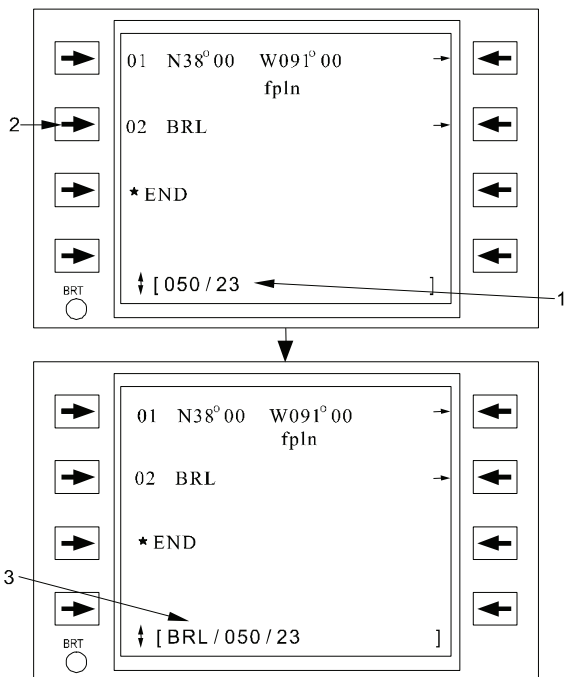 01 N38°00 W091°00 →
fpln
2
02 BRL →
★ END
↕ [ 050 / 23 ]
BRT
1
01 N38°00 W091°00 →
fpln
02 BRL →
★ END
3
↕ [ BRL / 050 / 23 ]
BRT